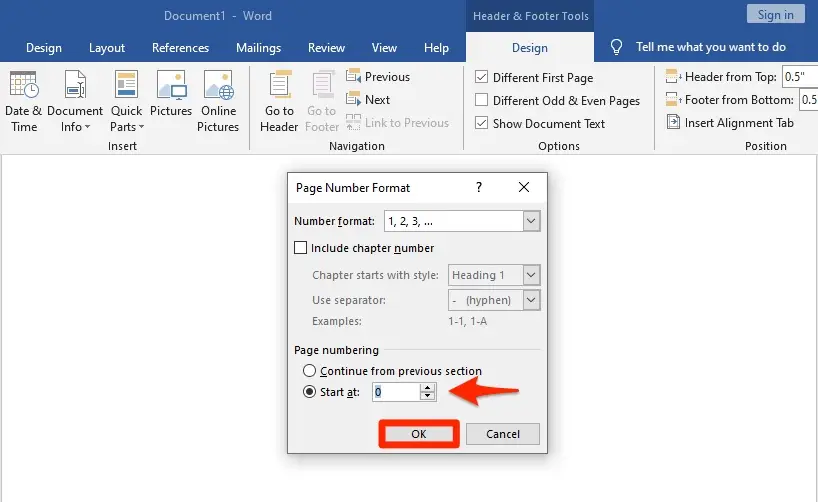 Document1 - Word
Header & Footer Tools
Sign in
Design
Layout
References
Mailings
Review
View
Help
Design
Tell me what you want to do
Date & Time
Document Info
Quick Parts
Pictures
Online Pictures
Insert
Go to Header
Go to Footer
Previous
Next
Link to Previous
Navigation
Different First Page
Different Odd & Even Pages
Show Document Text
Options
Header from Top: 0.5"
Footer from Bottom: 0.5
Insert Alignment Tab
Position
Page Number Format ?
Number format: 1, 2, 3, ...
Include chapter number
Chapter starts with style: Heading 1
Use separator: - (hyphen)
Examples: 1-1, 1-A
Page numbering
Continue from previous section
Start at: 0
OK
Cancel